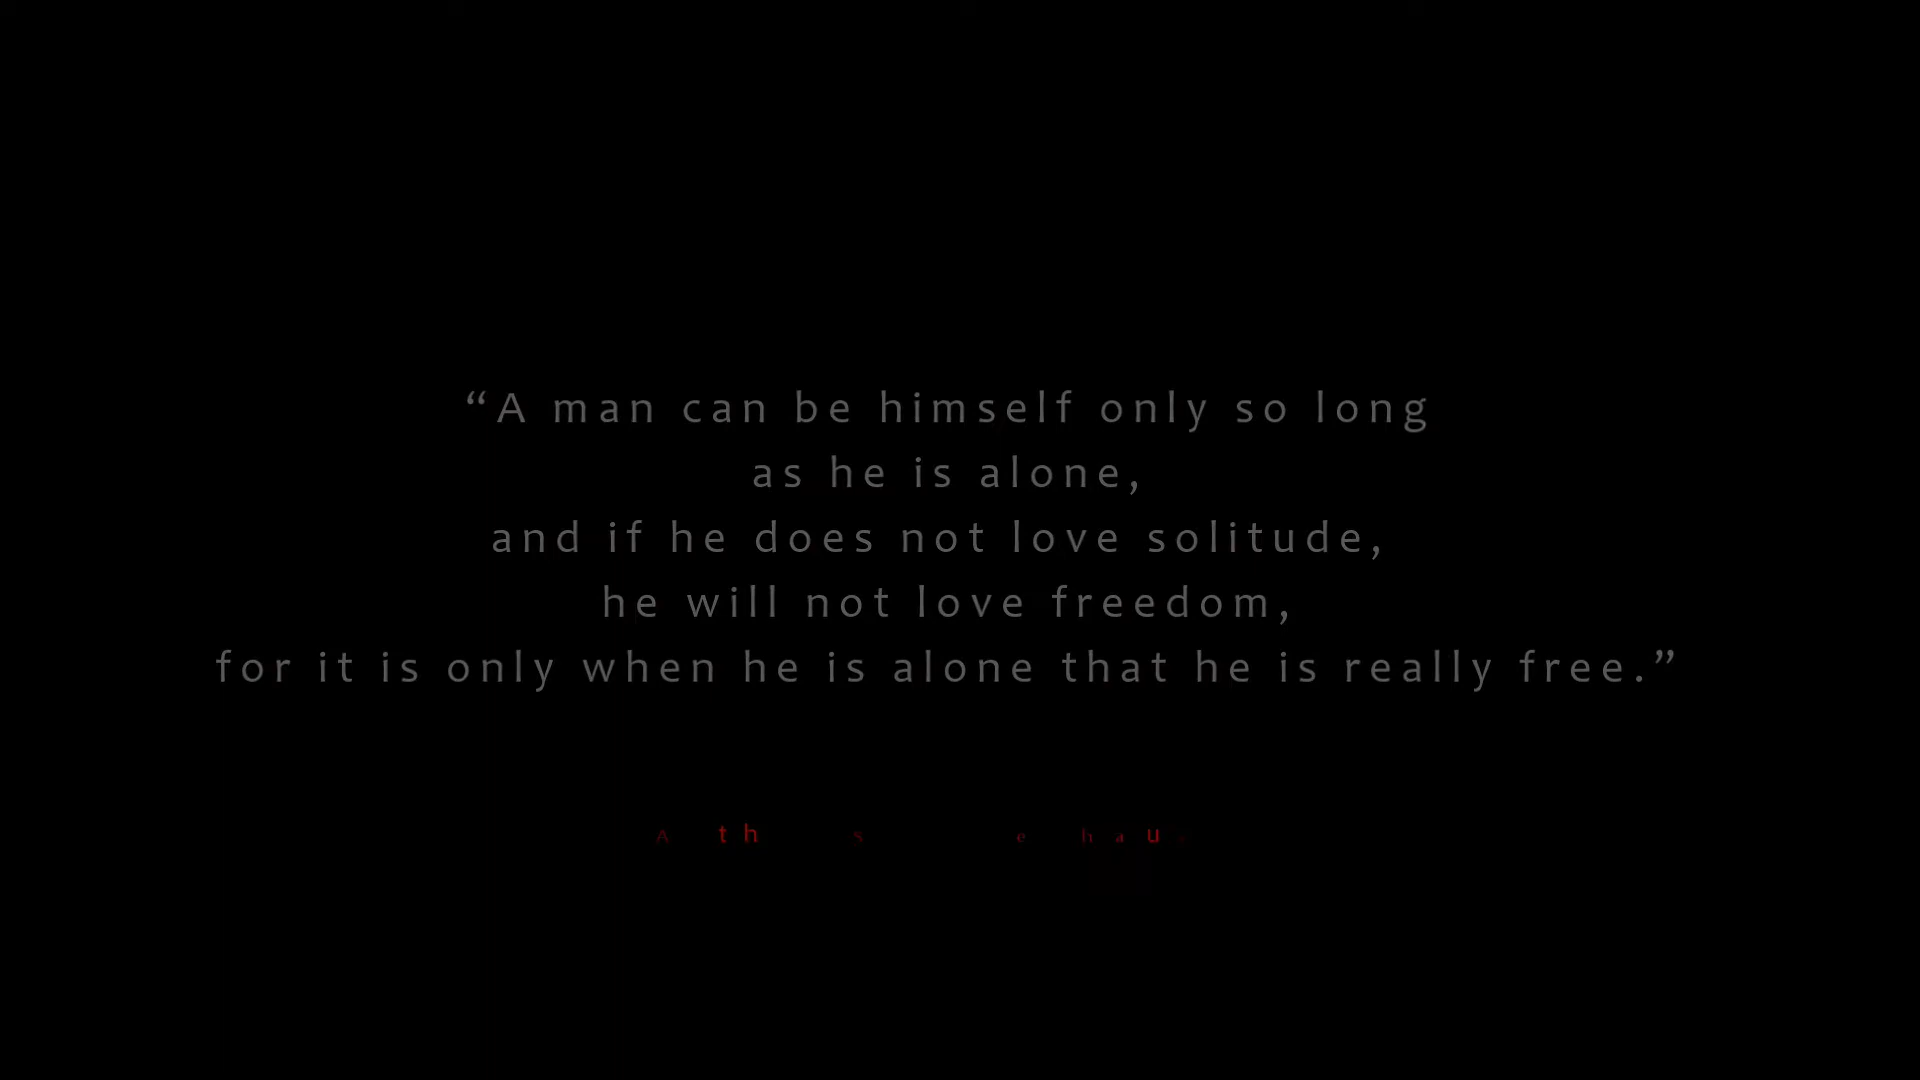 “A man can be himself only so long
as he is alone,
and if he does not love solitude,
he will not love freedom,
for it is only when he is alone that he is really free.”